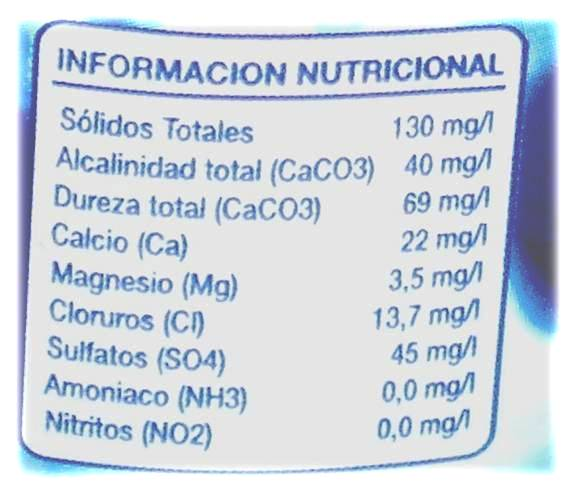 INFORMACION NUTRICIONAL
Sólidos Totales 130 mg/l
Alcalinidad total (CaCO3) 40 mg/l
Dureza total (CaCO3) 69 mg/l
Calcio (Ca) 22 mg/l
Magnesio (Mg) 3,5 mg/l
Cloruros (Cl) 13,7 mg/l
Sulfatos (SO4) 45 mg/l
Amoniaco (NH3) 0,0 mg/l
Nitritos (NO2) 0,0 mg/l